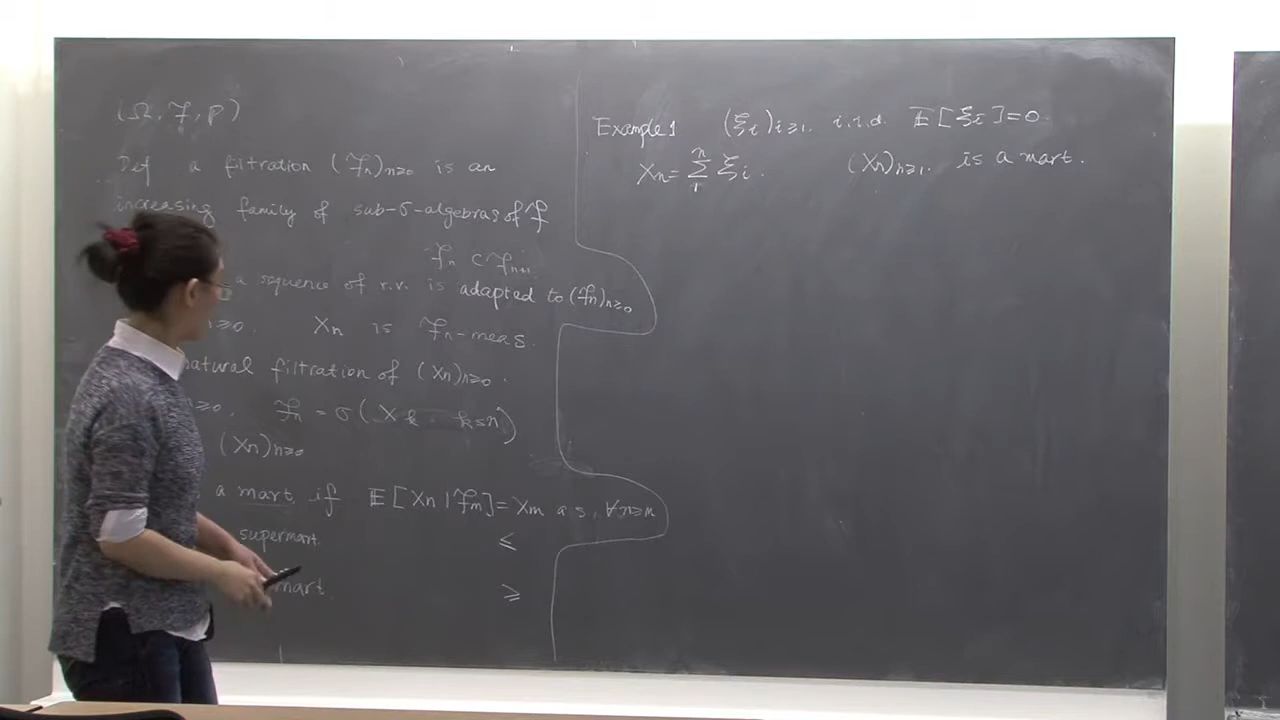 (Ω, ℱ, ℙ)
Def a filtration (ℱn)n≥0 is an
increasing family of sub-σ-algebras of ℱ
ℱn ⊂ ℱn+1.
a sequence of r.v. is adapted to (ℱn)n≥0
≥0. Xn is ℱn-meas.
natural filtration of (Xn)n≥0.
≥0, ℱn = σ(Xk, k≤n)
(Xn)n≥0
a mart. if 𝔼[Xn|ℱm] = Xm a.s. ∀n≥m
supermart. ≤
mart. ≥
Example 1 (ξi)i≥1. i.i.d. 𝔼[ξi]=0.
Xn = Σ₁ⁿ ξi. (Xn)n≥1. is a mart.